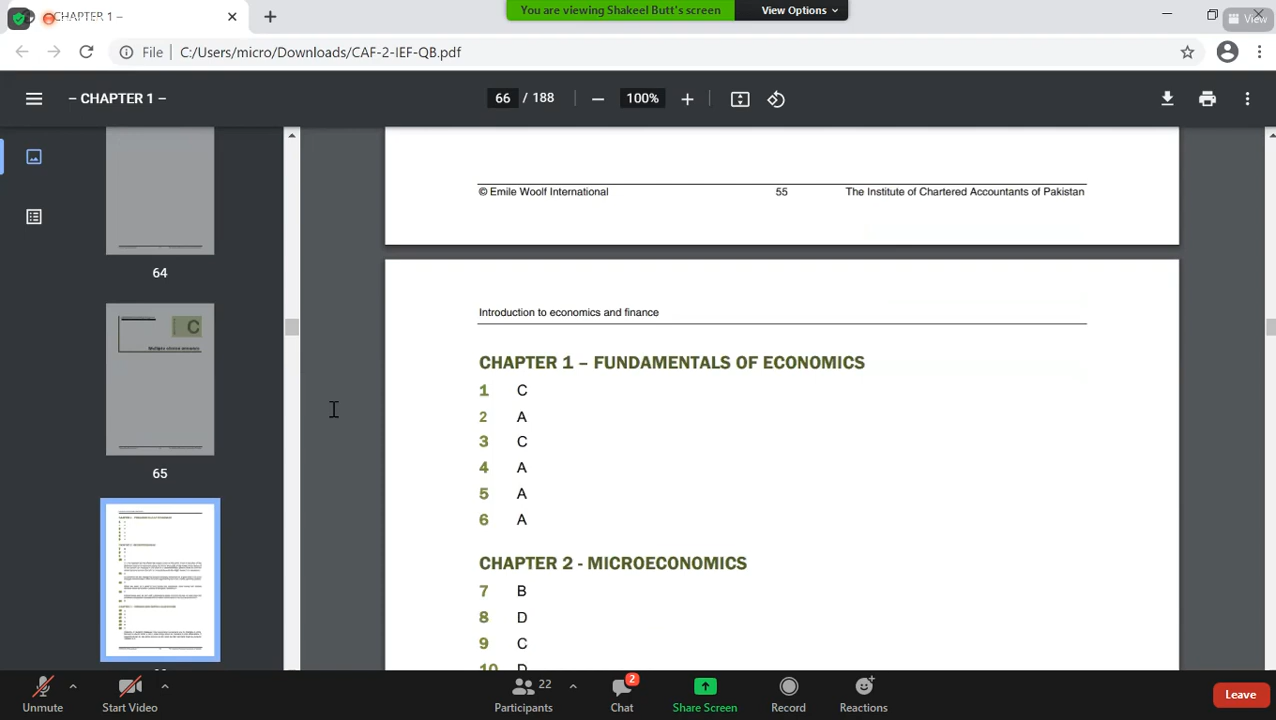 CHAPTER 1 –
You are viewing Shakeel Butt's screen
View Options
View
File
C:/Users/micro/Downloads/CAF-2-IEF-QB.pdf
– CHAPTER 1 –
66 / 188
100%
64
65
C
© Emile Woolf International
55
The Institute of Chartered Accountants of Pakistan
Introduction to economics and finance
CHAPTER 1 – FUNDAMENTALS OF ECONOMICS
1 C
2 A
3 C
4 A
5 A
6 A
CHAPTER 2 - MICROECONOMICS
7 B
8 D
9 C
10 D
Unmute
Start Video
22
Participants
2
Chat
Share Screen
Record
Reactions
Leave